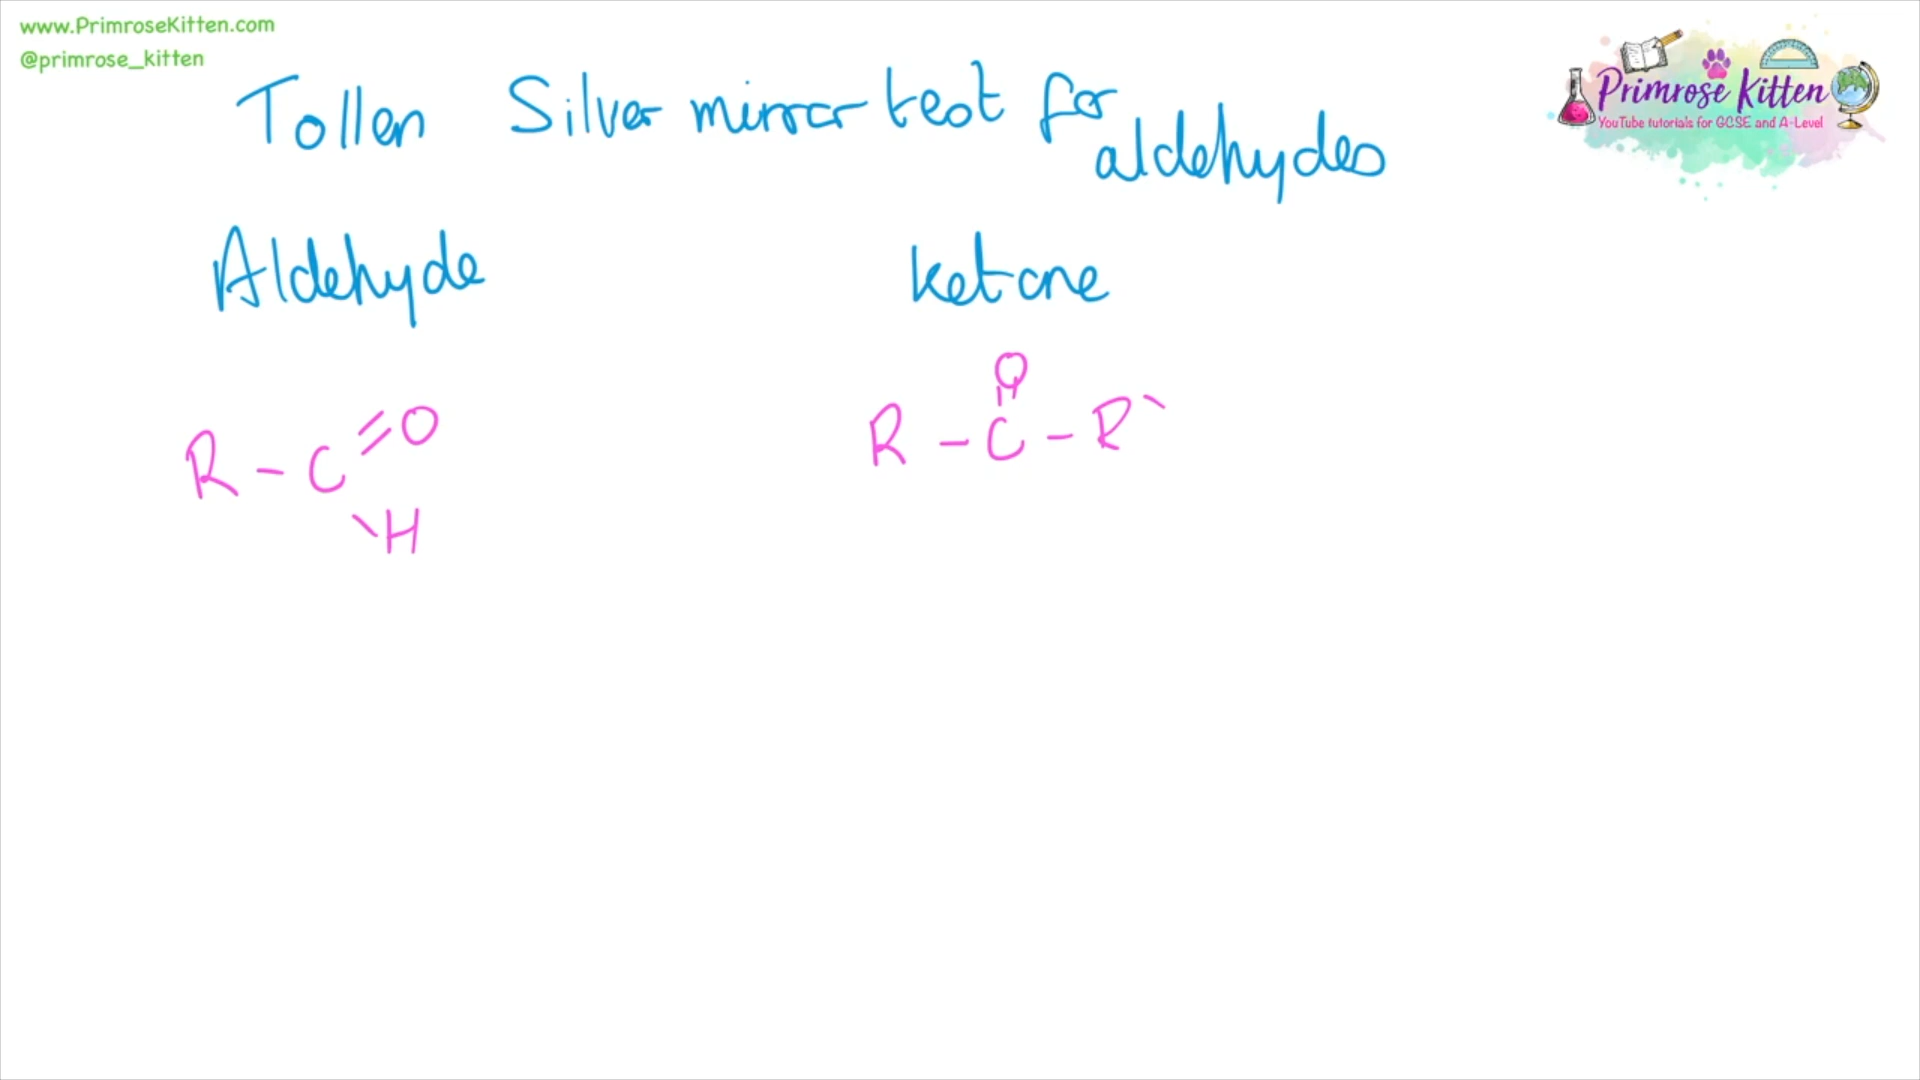 www.PrimroseKitten.com
@primrose_kitten
Primrose Kitten
YouTube tutorials for GCSE and A-Level
Tollen Silver mirror test for
aldehydes
Aldehyde
ketone
R - C = O
H
O
R - C - R`